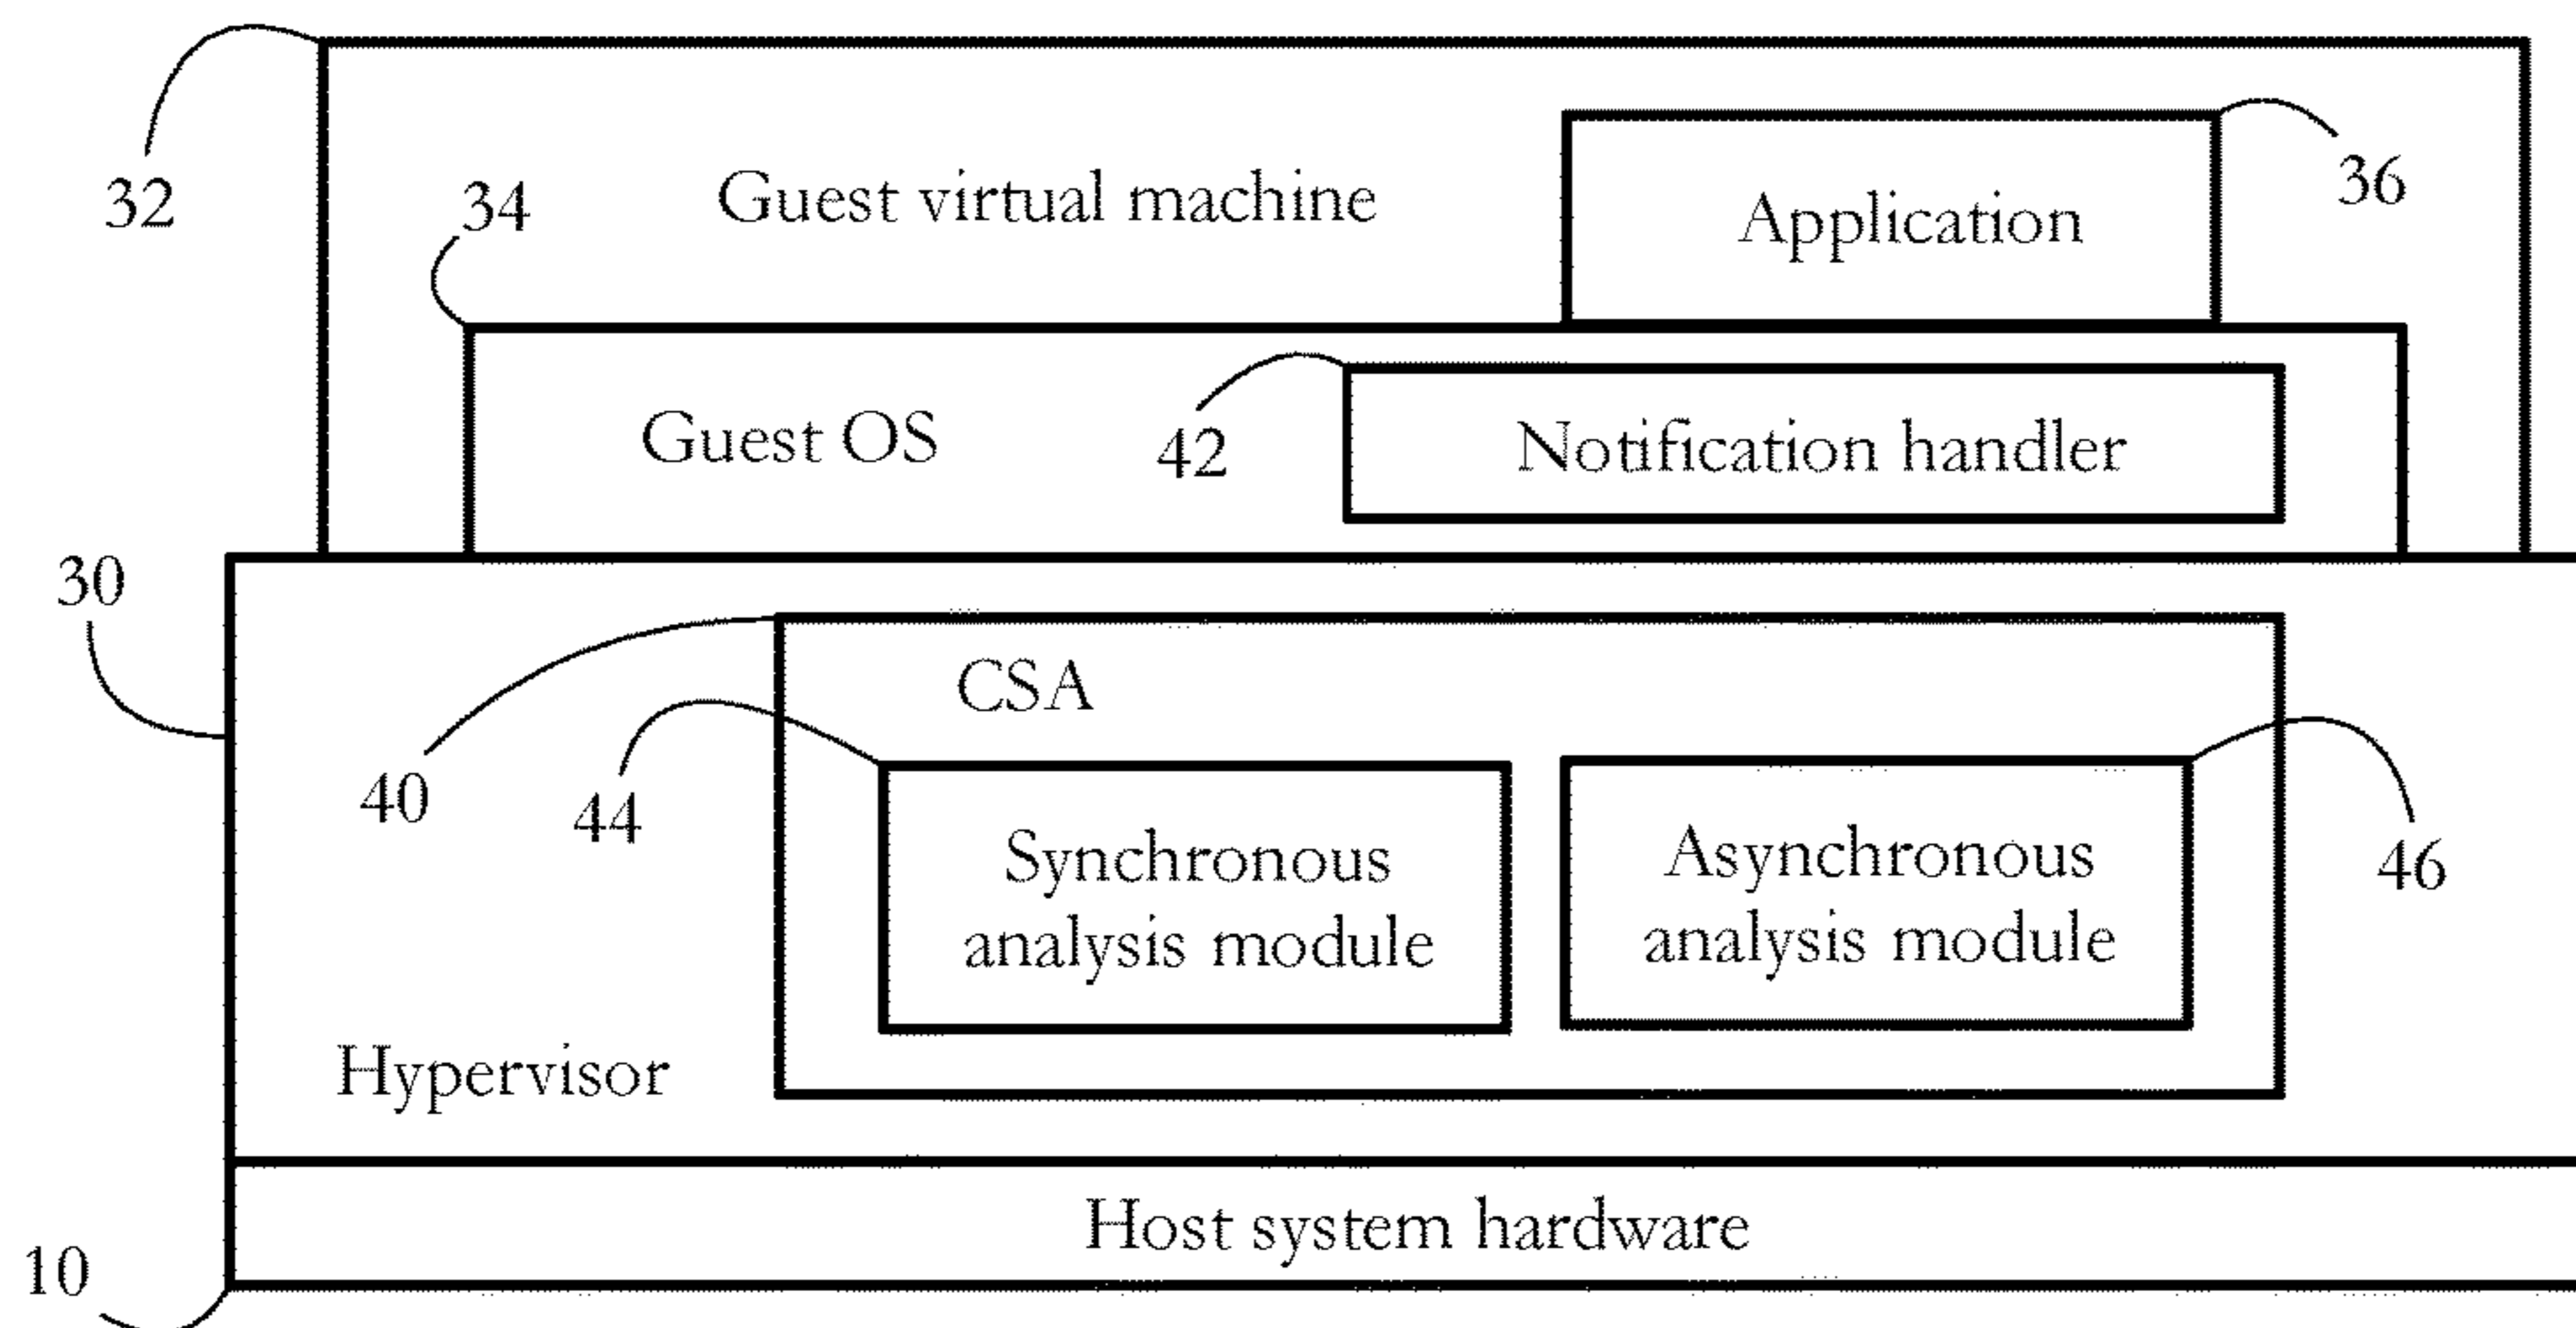 32
34
Guest virtual machine
Application
36
Guest OS
42
Notification handler
30
CSA
40
44
Synchronous
analysis module
Asynchronous
analysis module
46
Hypervisor
Host system hardware
10